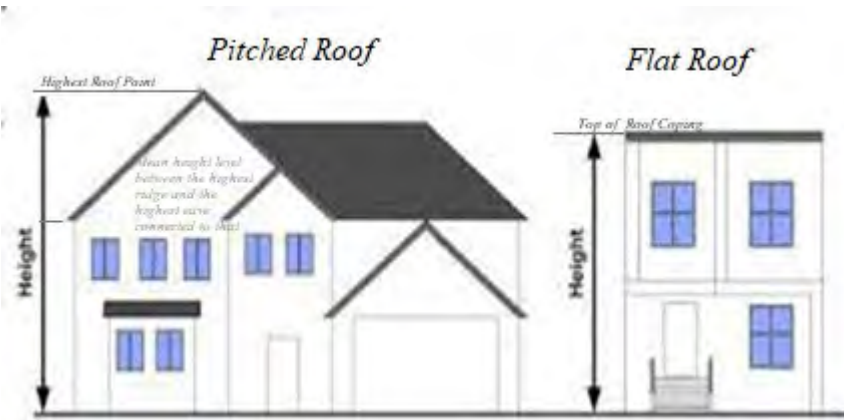 Pitched Roof
Flat Roof
Highest Roof Point
Top of Roof Coping
Mean height level
between the highest
ridge and the
highest eave
connected to that
Height
Height